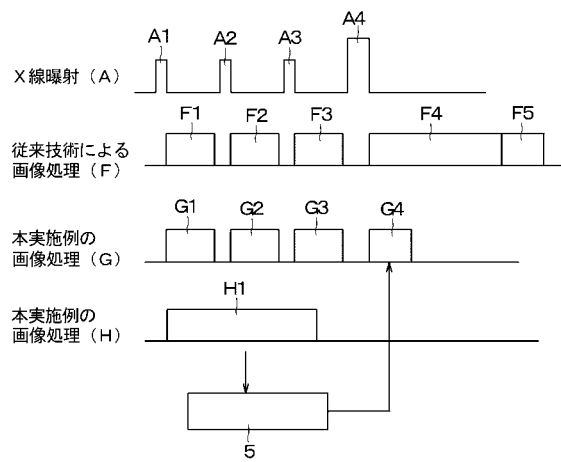 A1 A2 A3 A4
X線曝射（A）
F1 F2 F3 F4 F5
従来技術による
画像処理（F）
G1 G2 G3 G4
本実施例の
画像処理（G）
H1
本実施例の
画像処理（H）
5